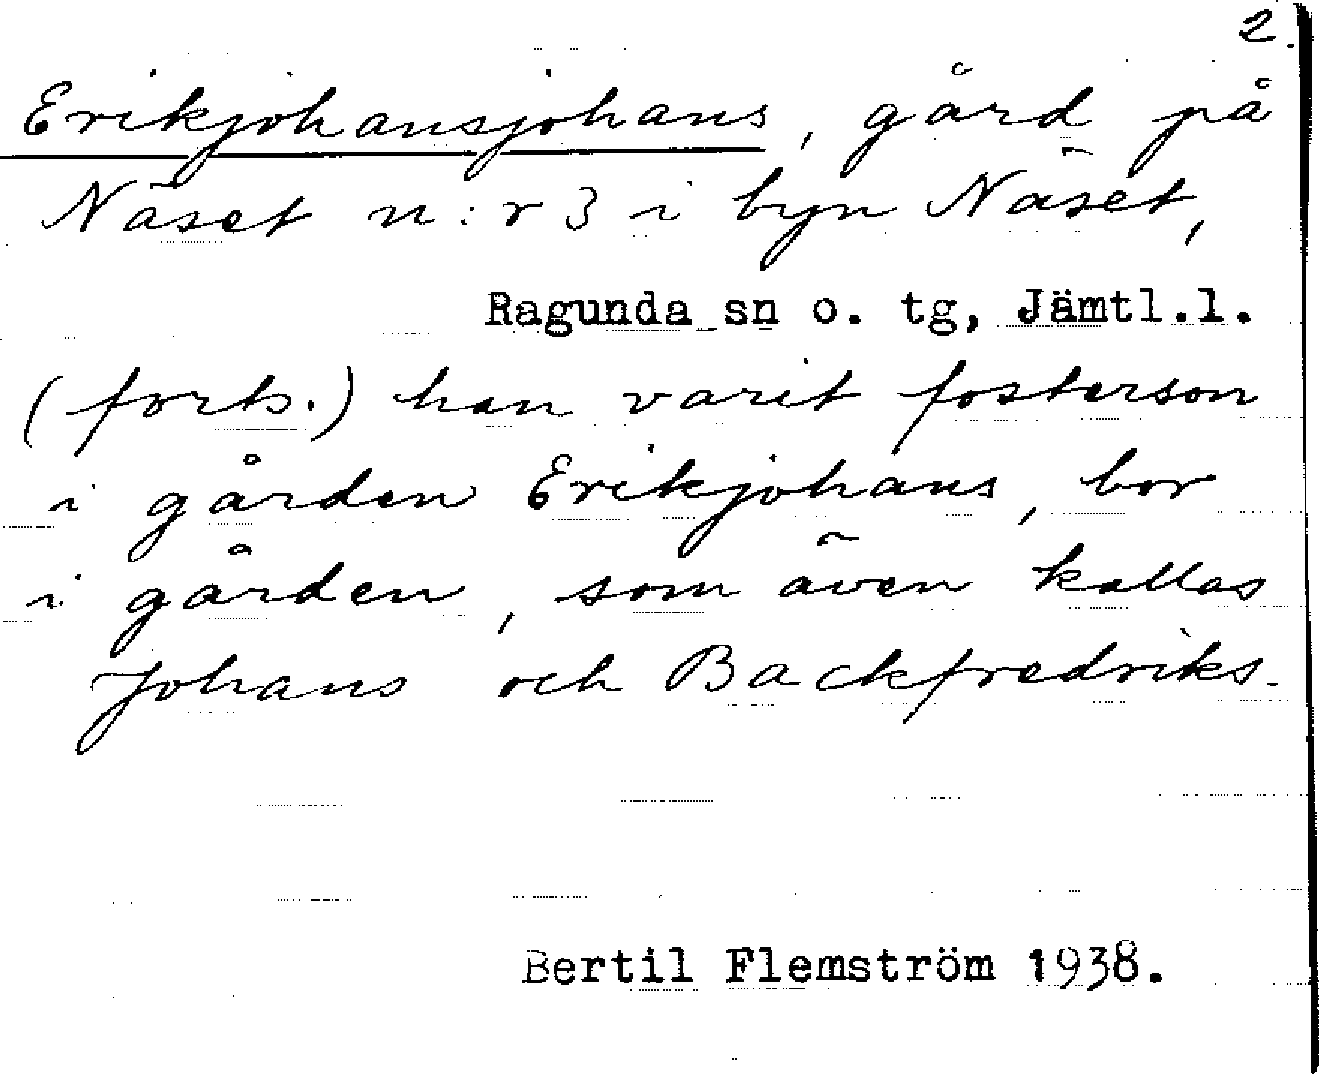 2.
Erikjohansjohans, gård på
Näset n:r 3 i byn Näset,
Ragunda sn o. tg, Jämtl.l.
(forts.) han varit fosterson
i gården Erikjohans, bor
i gården, som även kallas
Johans och Backfredriks.
Bertil Flemström 1938.